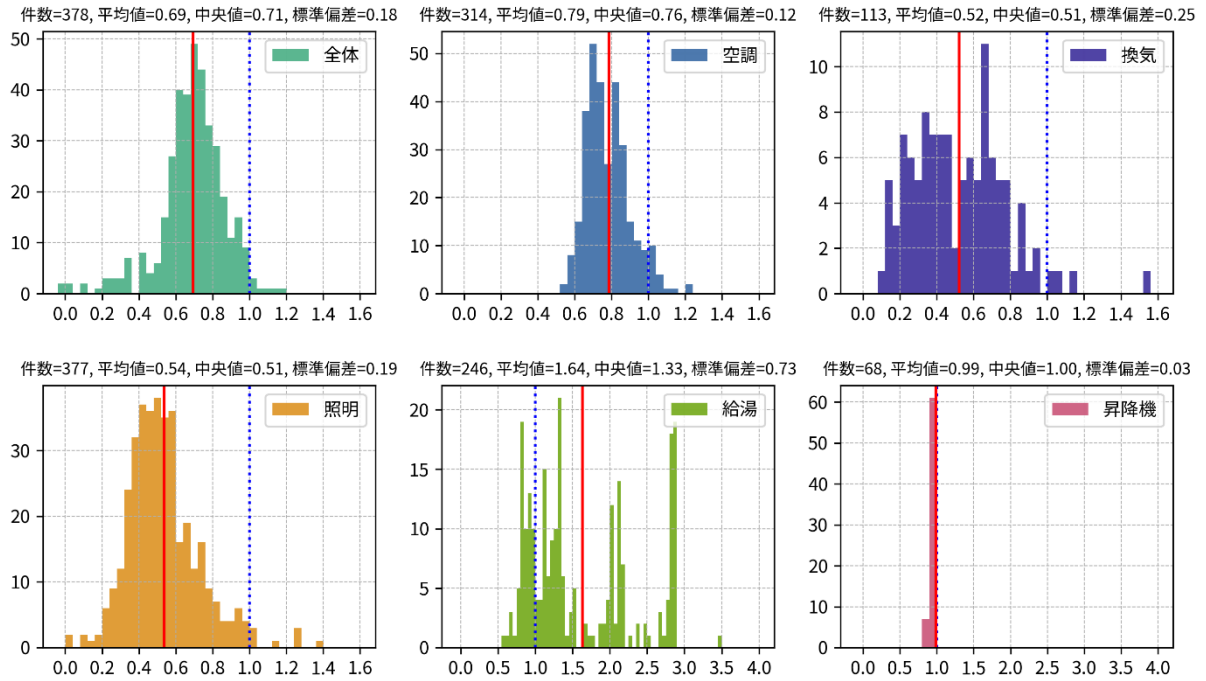 件数=378, 平均値=0.69, 中央値=0.71, 標準偏差=0.18
全体
50
40
30
20
10
0
0.0 0.2 0.4 0.6 0.8 1.0 1.2 1.4 1.6
件数=314, 平均値=0.79, 中央値=0.76, 標準偏差=0.12
空調
50
40
30
20
10
0
0.0 0.2 0.4 0.6 0.8 1.0 1.2 1.4 1.6
件数=113, 平均値=0.52, 中央値=0.51, 標準偏差=0.25
換気
10
8
6
4
2
0
0.0 0.2 0.4 0.6 0.8 1.0 1.2 1.4 1.6
件数=377, 平均値=0.54, 中央値=0.51, 標準偏差=0.19
照明
30
20
10
0
0.0 0.2 0.4 0.6 0.8 1.0 1.2 1.4 1.6
件数=246, 平均値=1.64, 中央値=1.33, 標準偏差=0.73
給湯
20
15
10
5
0
0.0 0.5 1.0 1.5 2.0 2.5 3.0 3.5 4.0
件数=68, 平均値=0.99, 中央値=1.00, 標準偏差=0.03
昇降機
60
50
40
30
20
10
0
0.0 0.5 1.0 1.5 2.0 2.5 3.0 3.5 4.0